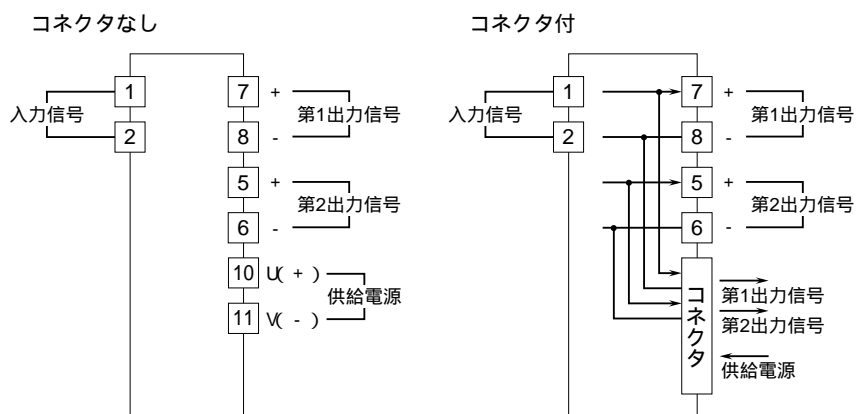 コネクタなし
入力信号
1
2
7 +
8 -
第1出力信号
5 +
6 -
第2出力信号
10 U( + )
11 V( - )
供給電源
コネクタ付
入力信号
1
2
7 +
8 -
第1出力信号
5 +
6 -
第2出力信号
コネクタ
第1出力信号
第2出力信号
供給電源